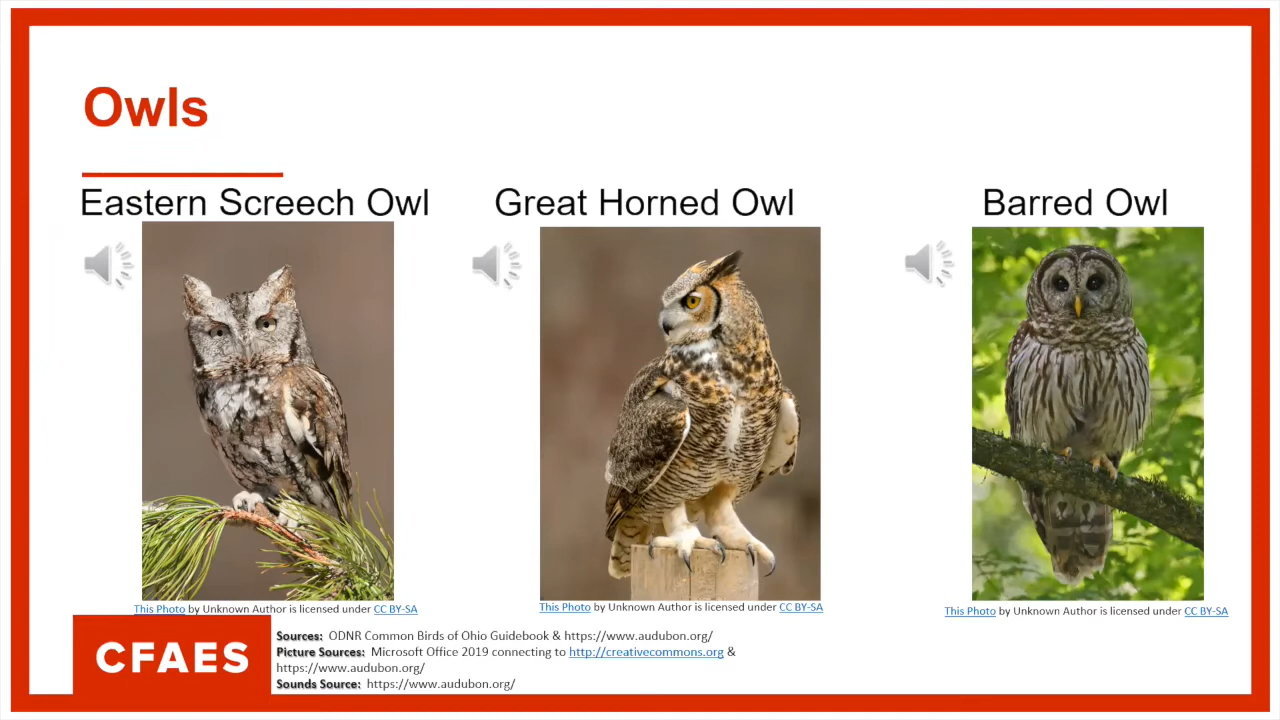 Owls
Eastern Screech Owl
Great Horned Owl
Barred Owl
This Photo by Unknown Author is licensed under CC BY-SA
This Photo by Unknown Author is licensed under CC BY-SA
This Photo by Unknown Author is licensed under CC BY-SA
CFAES
Sources: ODNR Common Birds of Ohio Guidebook & https://www.audubon.org/
Picture Sources: Microsoft Office 2019 connecting to http://creativecommons.org &
https://www.audubon.org/
Sounds Source: https://www.audubon.org/